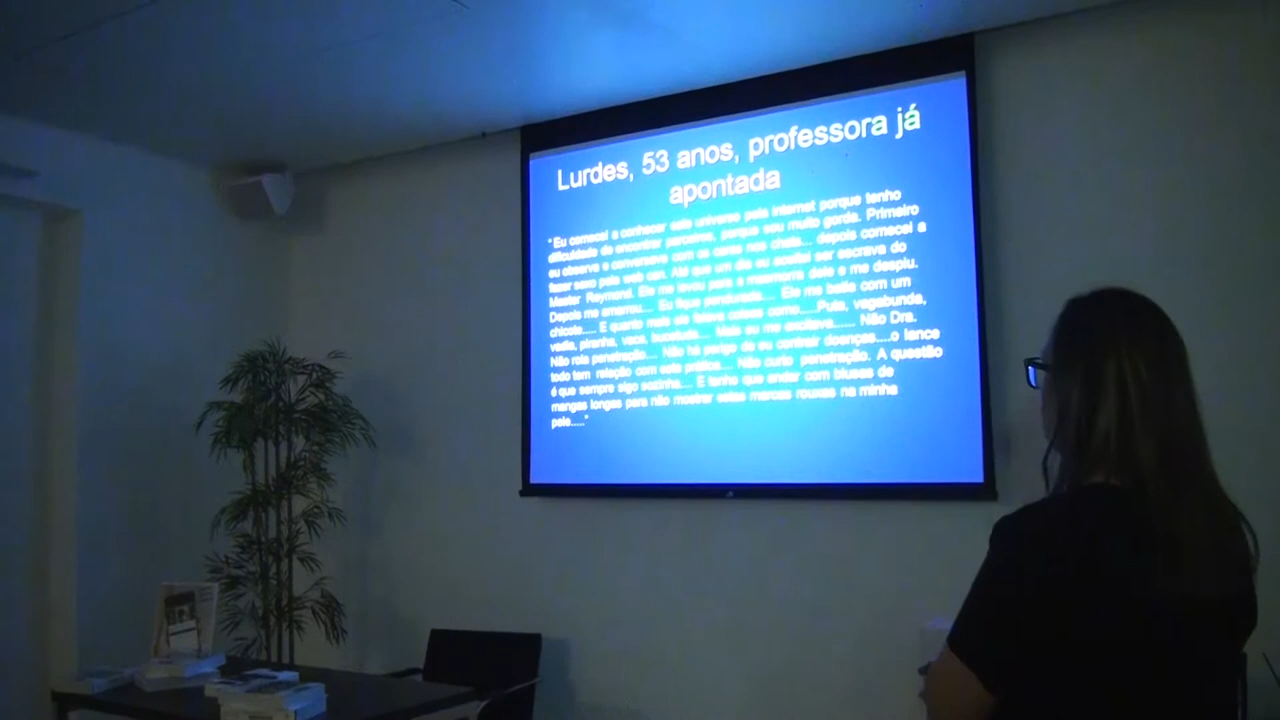 Lurdes, 53 anos, professora já
apontada
"Eu comecei a conhecer este universo pela internet porque tenho
dificuldade de encontrar parceiros, porque sou muito gorda. Primeiro
eu observa e conversava com os caras nos chats... depois comecei a
fazer sexo pela web can. Até que um dia eu aceitei ser escrava do
Master Raymond. Ele me levou para a masmorra dele e me despiu.
Depois me amarrou.... Eu fique pendurada.... Ele me batia com um
chicote.... E quanto mais ele falava coisas como.....Puta, vagabunda,
vadia, piranha, vaca, .... Mais eu me excitava...... Não Dra.
Não rola penetração.... Não há perigo de eu contrair doenças....o lance
todo tem relação com esta prática.... Não curto penetração. A questão
é que sempre sigo sozinha.... E tenho que andar com blusas de
mangas longas para não mostrar estas marcas rouxas na minha
pele....."